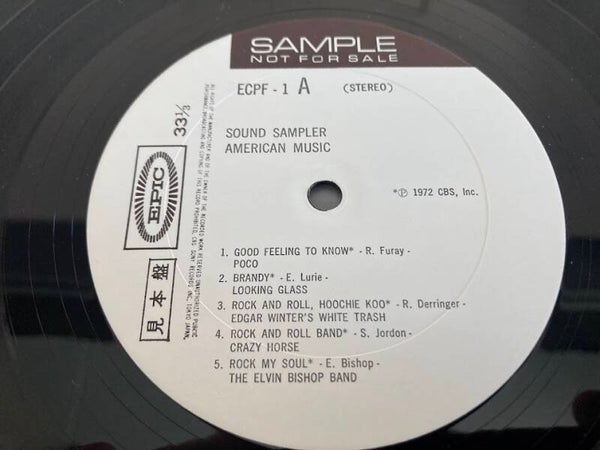 SAMPLE
NOT FOR SALE
ECPF - 1 A (STEREO)
33 1/3
SOUND SAMPLER
AMERICAN MUSIC
EPIC
*Ⓟ 1972 CBS, Inc.
見本盤
1. GOOD FEELING TO KNOW* - R. Furay -
POCO
2. BRANDY* - E. Lurie -
LOOKING GLASS
3. ROCK AND ROLL, HOOCHIE KOO* - R. Derringer -
EDGAR WINTER'S WHITE TRASH
4. ROCK AND ROLL BAND* - S. Jordon -
CRAZY HORSE
5. ROCK MY SOUL* - E. Bishop -
THE ELVIN BISHOP BAND